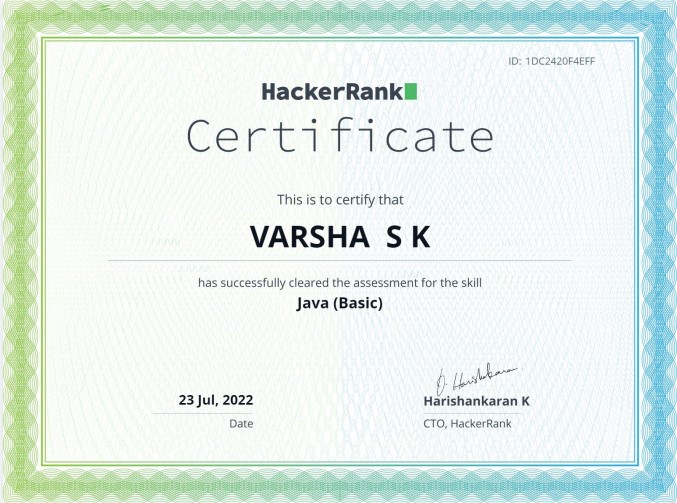 ID: 1DC2420F4EFF
HackerRank
Certificate
This is to certify that
VARSHA S K
has successfully cleared the assessment for the skill
Java (Basic)
23 Jul, 2022
Date
Harishankaran K
CTO, HackerRank